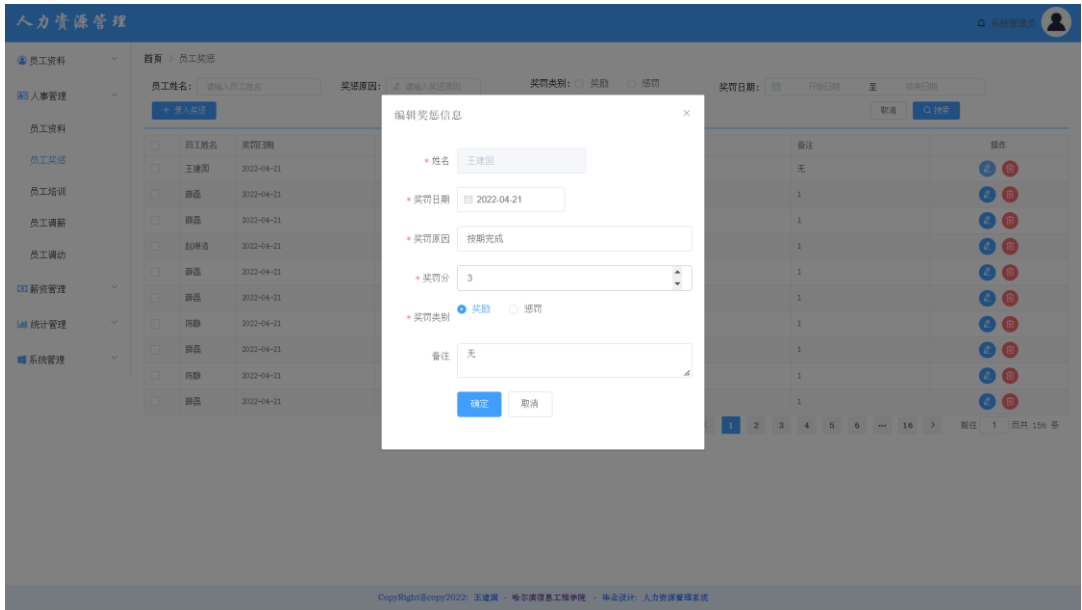 人力资源管理
系统管理员
员工资料
首页 > 员工奖惩
员工姓名： 请输入员工姓名 奖惩原因： 请输入奖惩原因 奖罚类别： 奖励 惩罚 奖罚日期： 开始日期 至 结束日期
人事管理
+ 录入奖惩 取消 搜索
编辑奖惩信息 ×
员工资料
员工奖惩
员工培训
员工调薪
员工调动
薪资管理
统计管理
系统管理
员工姓名 奖罚日期 备注 操作
王建国 2022-04-21 无
薛磊 2022-04-21 1
薛磊 2022-04-21 1
赵琳浩 2022-04-21 1
薛磊 2022-04-21 1
薛磊 2022-04-21 1
陈静 2022-04-21 1
薛磊 2022-04-21 1
陈静 2022-04-21 1
薛磊 2022-04-21 1
* 姓名 王建国
* 奖罚日期 2022-04-21
* 奖罚原因 按期完成
* 奖罚分 3
* 奖罚类别 奖励 惩罚
备注 无
确定 取消
1 2 3 4 5 6 ··· 16 > 前往 1 页共 156 条
CopyRight@copy2022: 王建国 - 哈尔滨信息工程学院 - 毕业设计: 人力资源管理系统